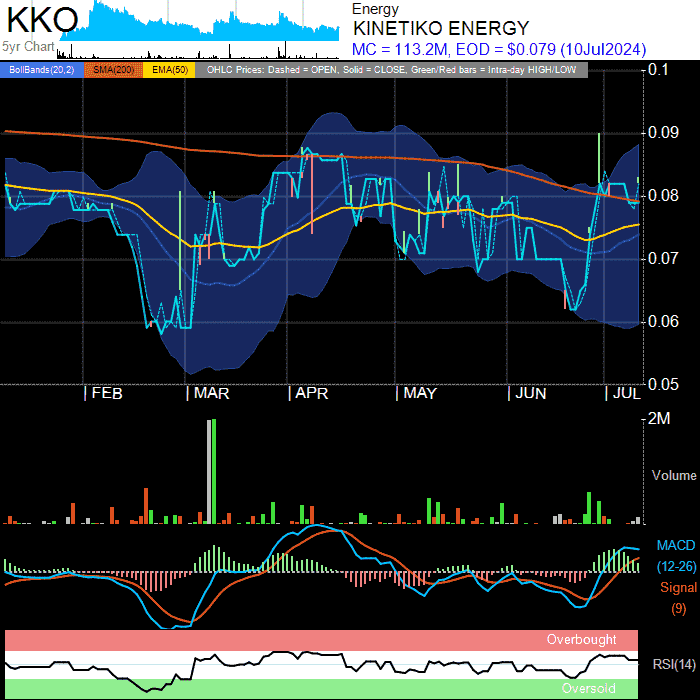 KKO
5yr Chart
Energy
KINETIKO ENERGY
MC = 113.2M, EOD = $0.079 (10Jul2024)
BollBands(20,2) SMA(200) EMA(50) OHLC Prices: Dashed = OPEN, Solid = CLOSE, Green/Red bars = Intra-day HIGH/LOW
0.1
0.09
0.08
0.07
0.06
0.05
FEB MAR APR MAY JUN JUL
2M
Volume
MACD
(12-26)
Signal
(9)
Overbought
RSI(14)
Oversold